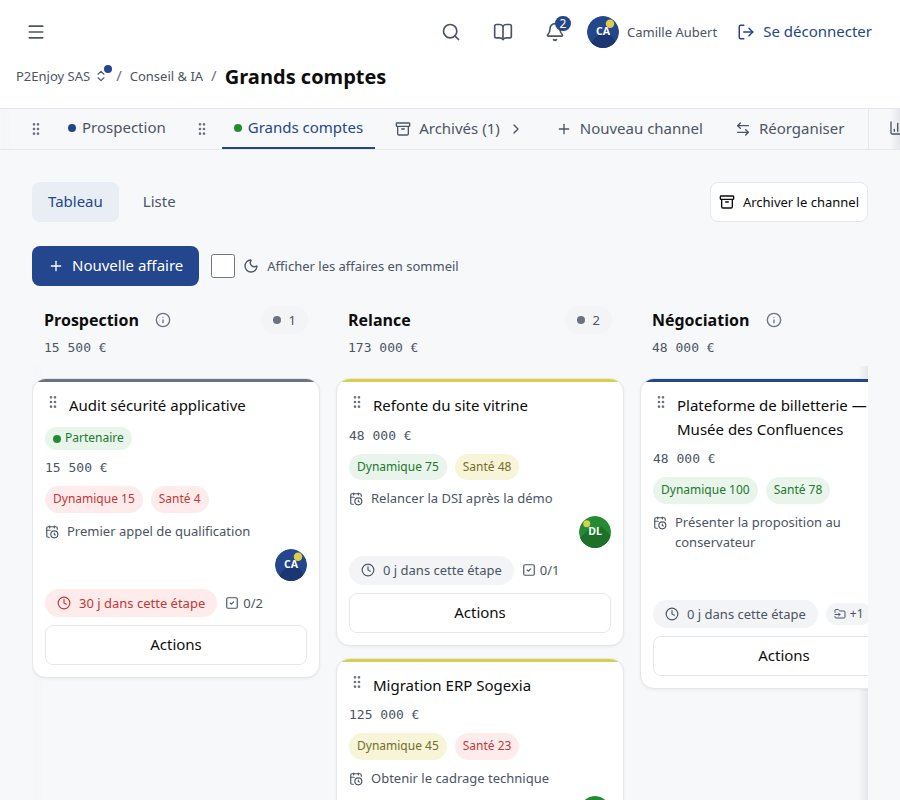 2
CA
Camille Aubert
Se déconnecter
P2Enjoy SAS / Conseil & IA / Grands comptes
Prospection
Grands comptes
Archivés (1)
Nouveau channel
Réorganiser
Tableau
Liste
Archiver le channel
Nouvelle affaire
Afficher les affaires en sommeil
Prospection
1
15 500 €
Audit sécurité applicative
Partenaire
15 500 €
Dynamique 15
Santé 4
Premier appel de qualification
CA
30 j dans cette étape
0/2
Actions
Relance
2
173 000 €
Refonte du site vitrine
48 000 €
Dynamique 75
Santé 48
Relancer la DSI après la démo
DL
0 j dans cette étape
0/1
Actions
Migration ERP Sogexia
125 000 €
Dynamique 45
Santé 23
Obtenir le cadrage technique
Négociation
48 000 €
Plateforme de billetterie —
Musée des Confluences
48 000 €
Dynamique 100
Santé 78
Présenter la proposition au
conservateur
0 j dans cette étape
+1
Actions